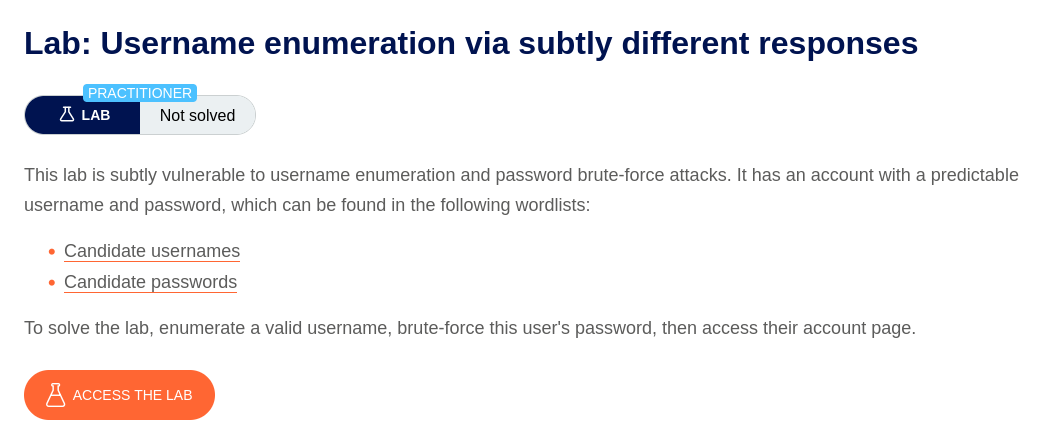 Lab: Username enumeration via subtly different responses
PRACTITIONER
LAB Not solved
This lab is subtly vulnerable to username enumeration and password brute-force attacks. It has an account with a predictable
username and password, which can be found in the following wordlists:
• Candidate usernames
• Candidate passwords
To solve the lab, enumerate a valid username, brute-force this user's password, then access their account page.
ACCESS THE LAB